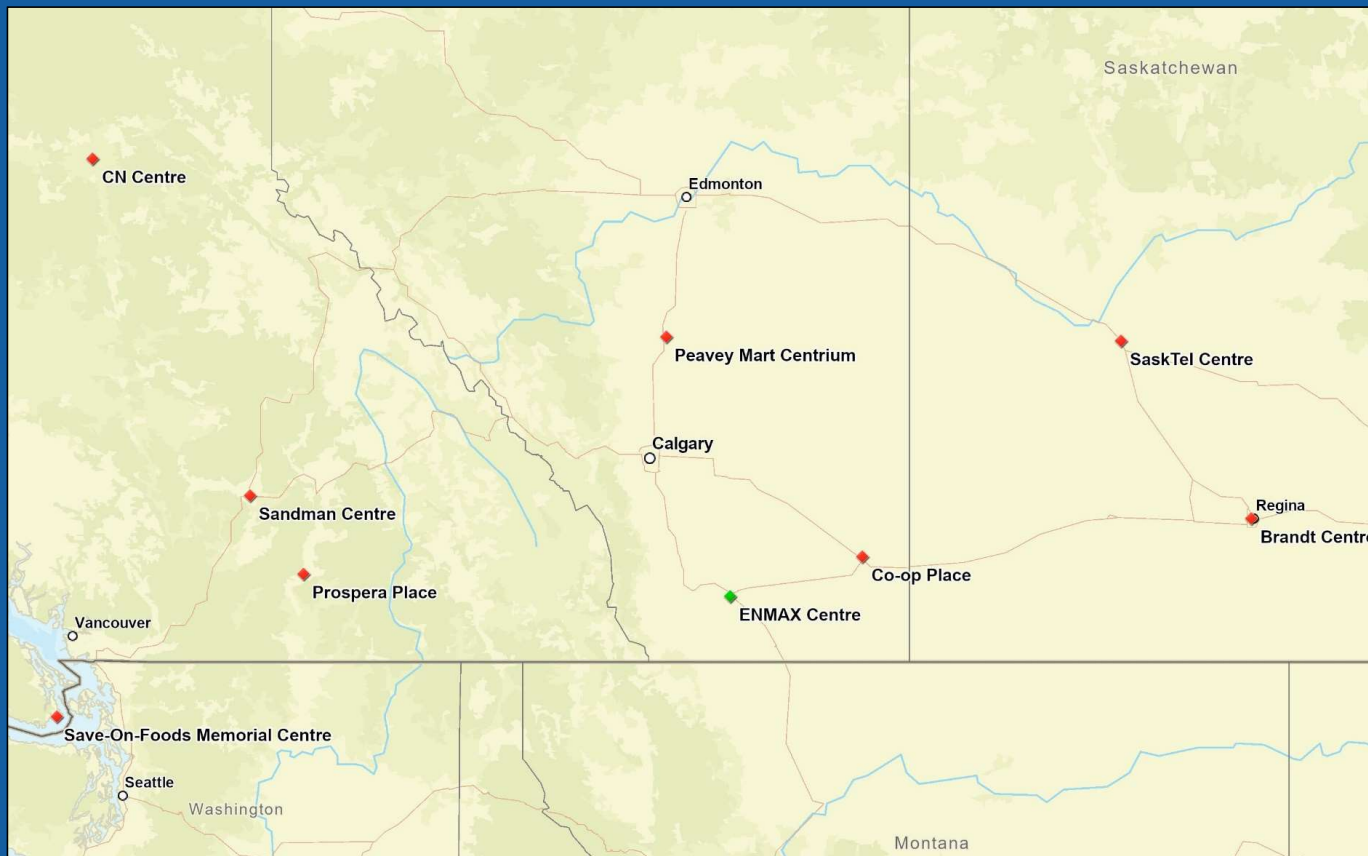 Saskatchewan
CN Centre
Edmonton
Peavey Mart Centrium
SaskTel Centre
Calgary
Sandman Centre
Regina
Brandt Centre
Co-op Place
Prospera Place
ENMAX Centre
Vancouver
Save-On-Foods Memorial Centre
Seattle
Washington
Montana